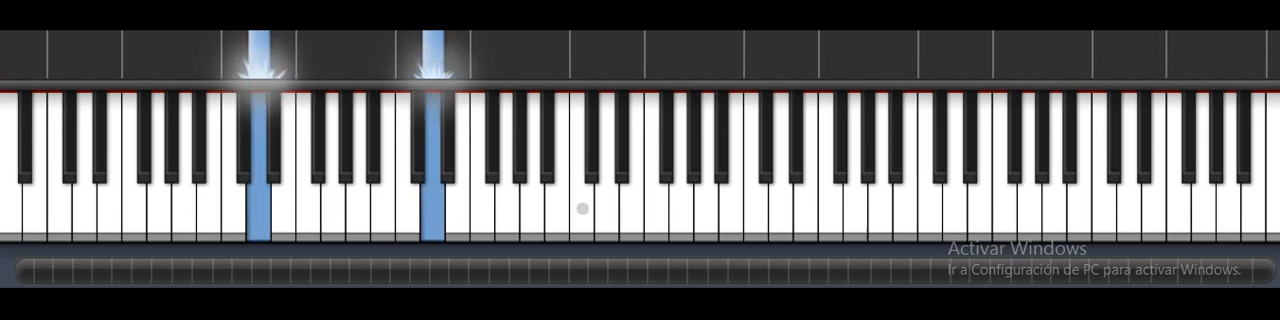 Activar Windows
Ir a Configuración de PC para activar Windows.